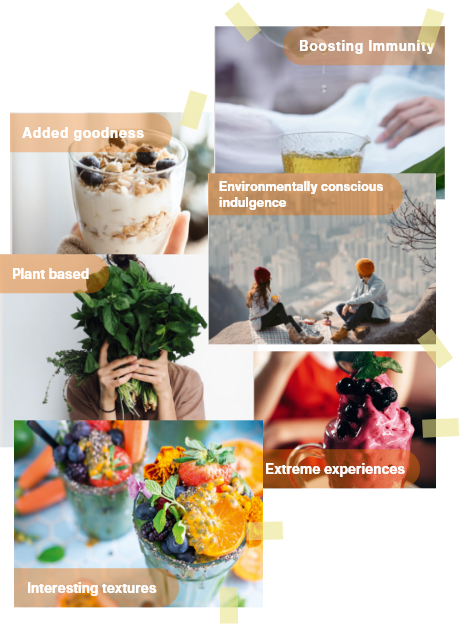 Boosting Immunity
Added goodness
Environmentally conscious
indulgence
Plant based
Extreme experiences
Interesting textures